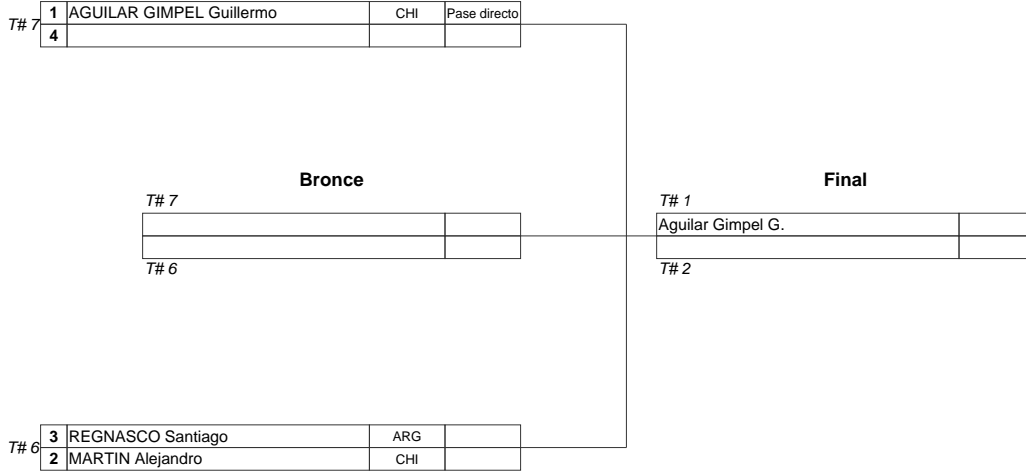 T# 7
1 AGUILAR GIMPEL Guillermo CHI Pase directo
4
Bronce
T# 7
T# 6
Final
T# 1
Aguilar Gimpel G.
T# 2
T# 6
3 REGNASCO Santiago ARG
2 MARTIN Alejandro CHI